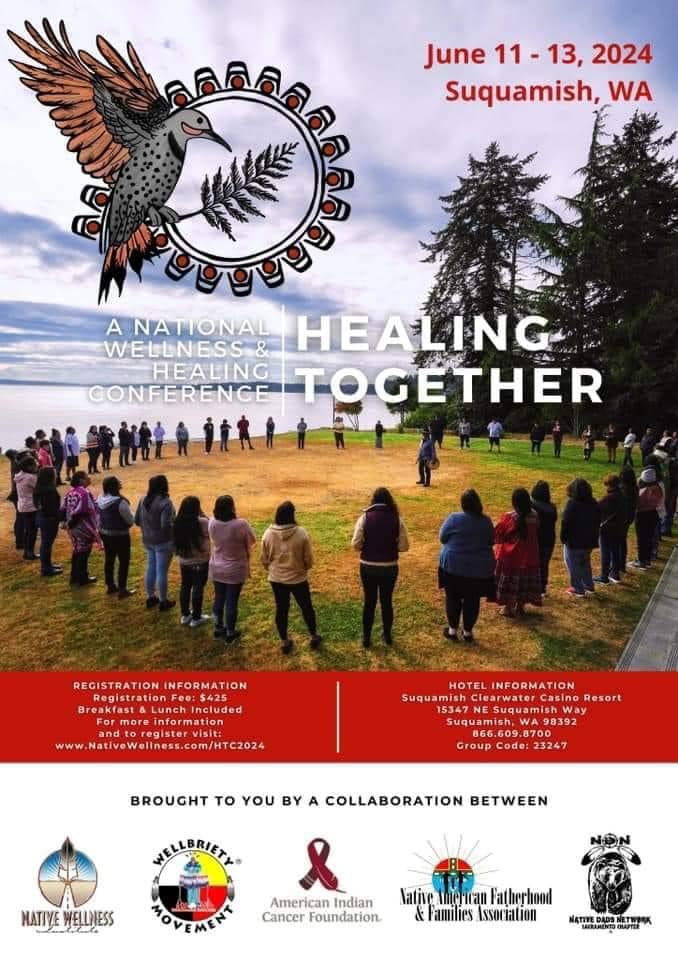 June 11 - 13, 2024
Suquamish, WA
A NATIONAL
WELLNESS &
HEALING
CONFERENCE
HEALING
TOGETHER
REGISTRATION INFORMATION
Registration Fee: $425
Breakfast & Lunch Included
For more information
and to register visit:
www.NativeWellness.com/HTC2024
HOTEL INFORMATION
Suquamish Clearwater Casino Resort
15347 NE Suquamish Way
Suquamish, WA 98392
866.609.8700
Group Code: 23247
BROUGHT TO YOU BY A COLLABORATION BETWEEN
NATIVE WELLNESS
Institute
WELLBRIETY
MOVEMENT
American Indian
Cancer Foundation.
Native American Fatherhood
& Families Association
NDN
NATIVE DADS NETWORK
SACRAMENTO CHAPTER